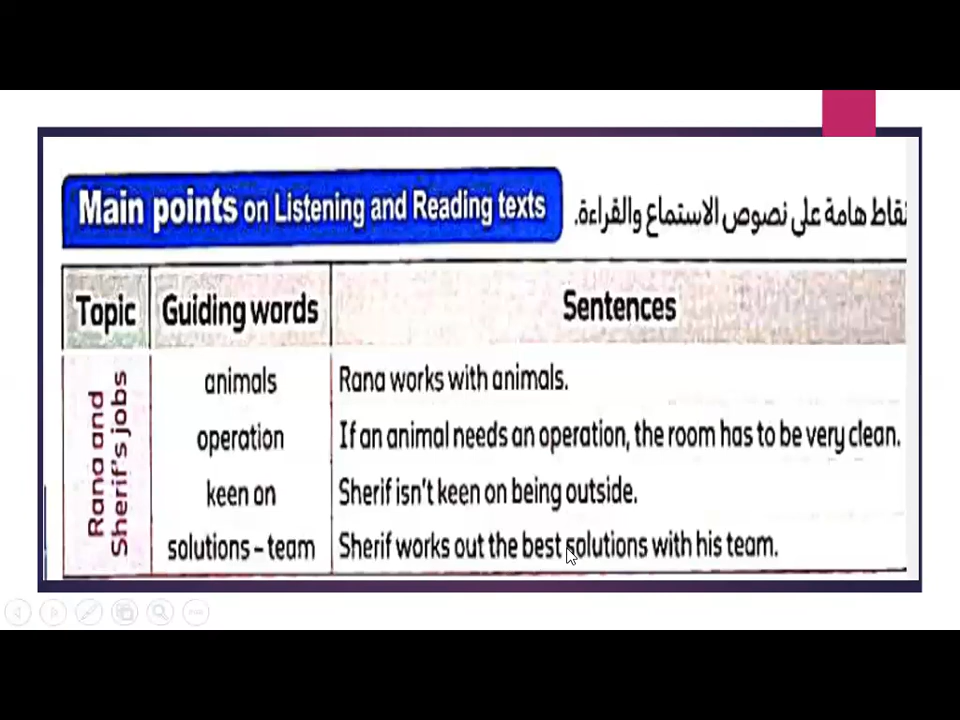 Main points on Listening and Reading texts
نقاط هامة على نصوص الاستماع والقراءة.
Topic Guiding words Sentences
Rana and Sherif's jobs
animals Rana works with animals.
operation If an animal needs an operation, the room has to be very clean.
keen on Sherif isn't keen on being outside.
solutions – team Sherif works out the best solutions with his team.